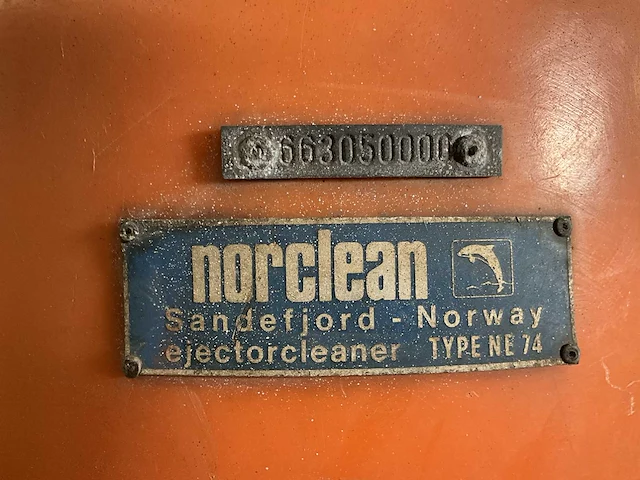 663050000
norclean
Sandefjord - Norway
ejectorcleaner TYPE NE 74